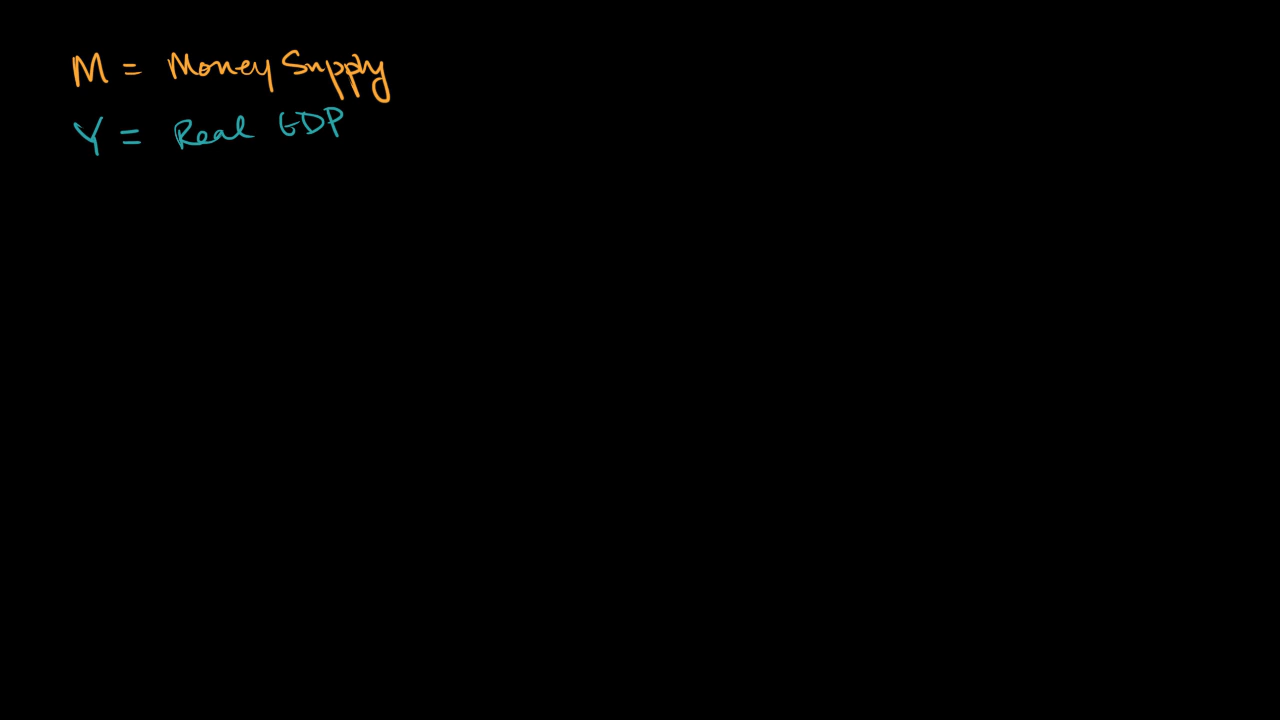 M = Money Supply
Y = Real GDP